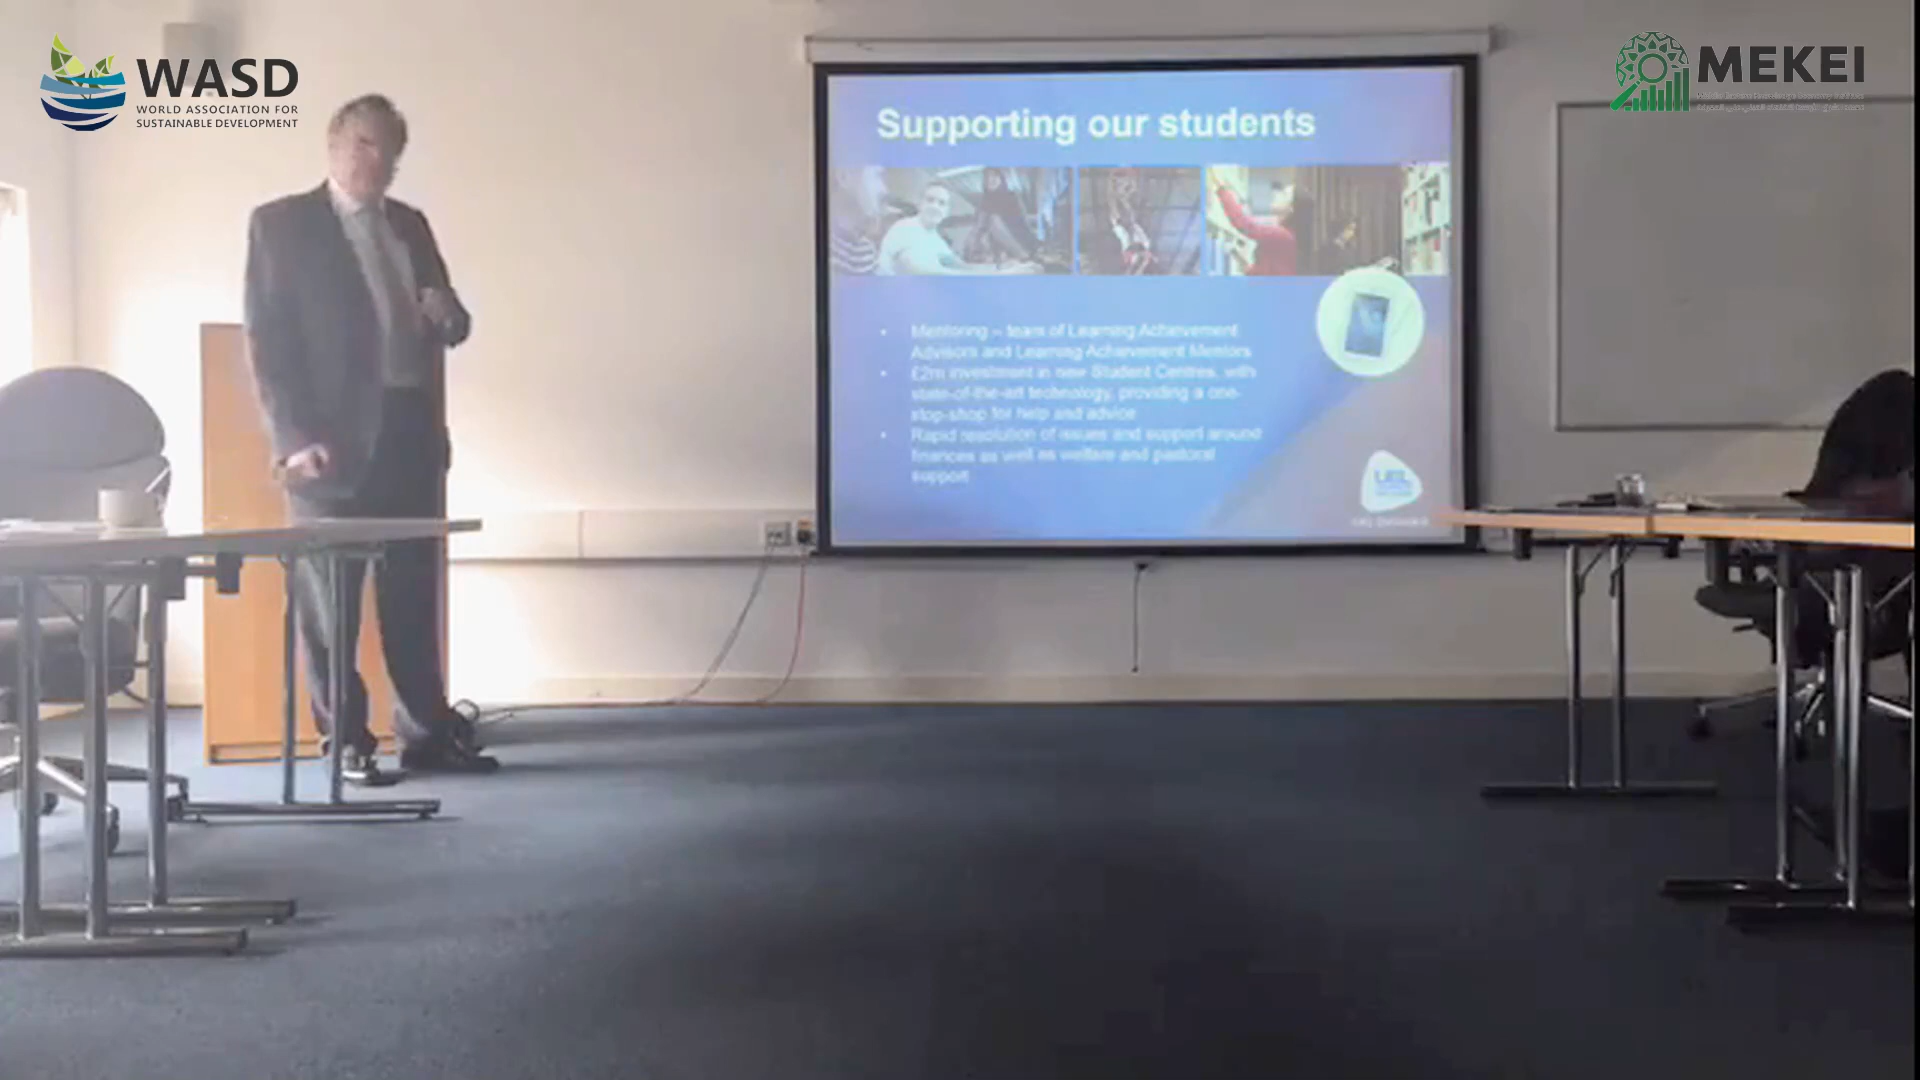 WASD
WORLD ASSOCIATION FOR
SUSTAINABLE DEVELOPMENT
MEKEI
Supporting our students
• Mentoring – team of Learning Achievement
Advisors and Learning Achievement Mentors
• £2m investment in new Student Centres, with
state-of-the-art technology, providing a one-
stop-shop for help and advice
• Rapid resolution of issues and support around
finances as well as welfare and pastoral
support